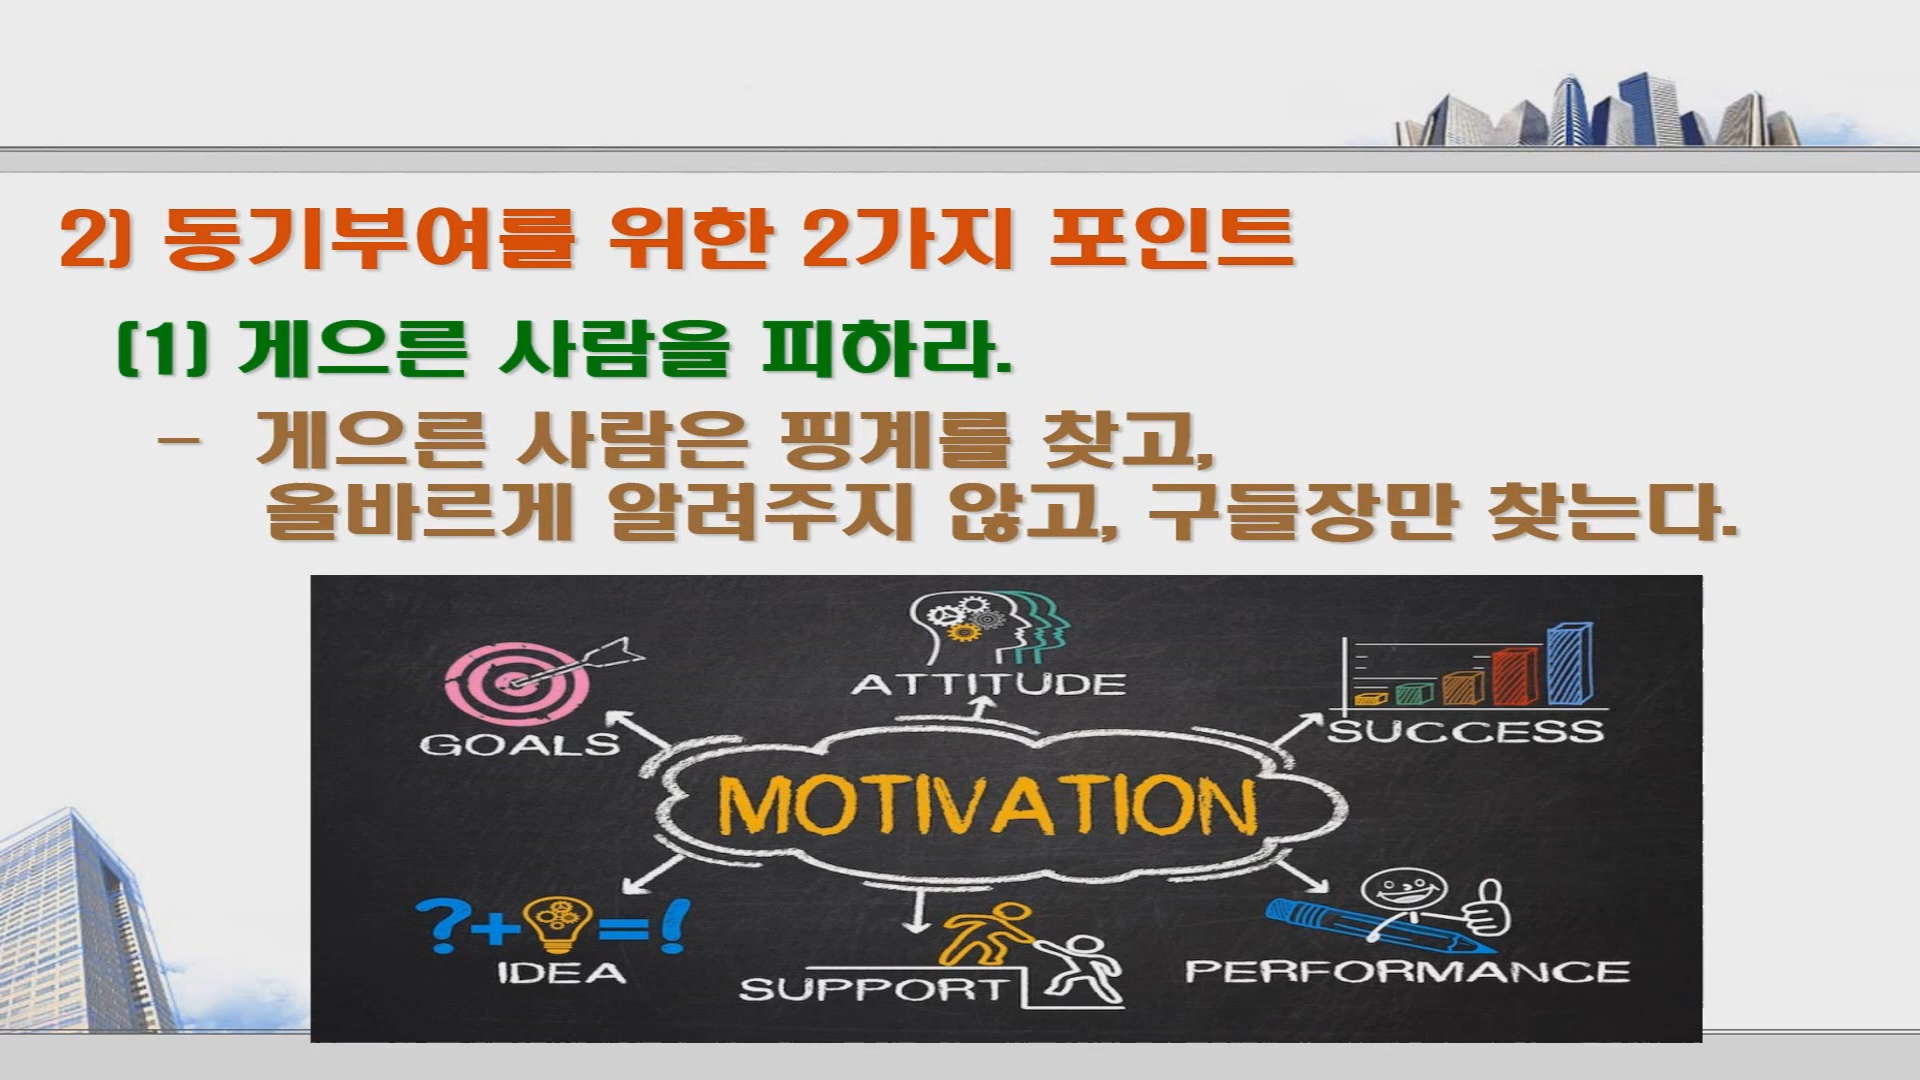 2) 동기부여를 위한 2가지 포인트
(1) 게으른 사람을 피하라.
- 게으른 사람은 핑계를 찾고,
올바르게 알려주지 않고, 구들장만 찾는다.
ATTITUDE
GOALS
SUCCESS
MOTIVATION
?+=!
IDEA
SUPPORT
PERFORMANCE